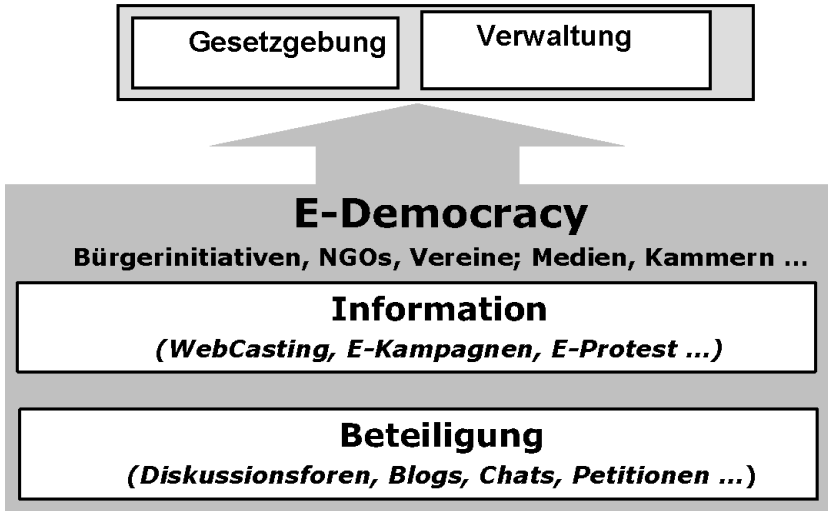 Gesetzgebung
Verwaltung
E-Democracy
Bürgerinitiativen, NGOs, Vereine; Medien, Kammern ...
Information
(WebCasting, E-Kampagnen, E-Protest ...)
Beteiligung
(Diskussionsforen, Blogs, Chats, Petitionen ...)